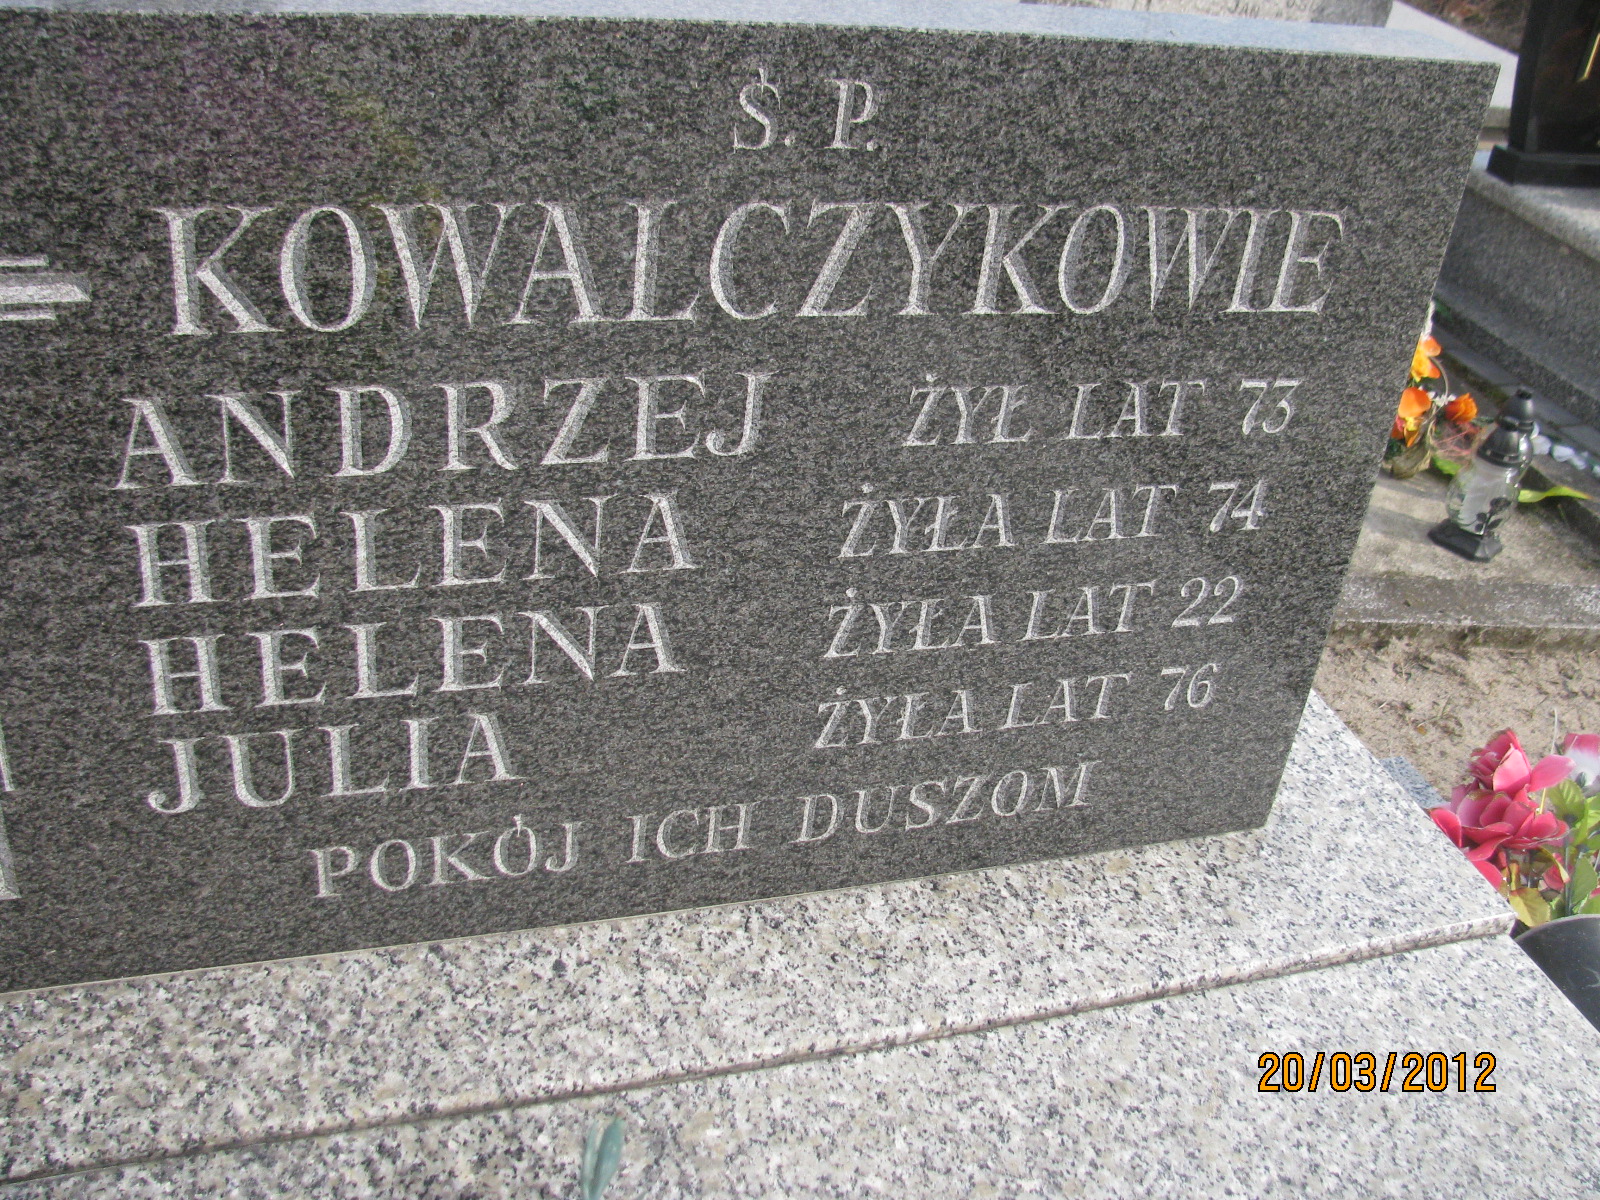 Ś. P.
KOWALCZYKOWIE
ANDRZEJ ŻYŁ LAT 73
HELENA ŻYŁA LAT 74
HELENA ŻYŁA LAT 22
JULIA ŻYŁA LAT 76
POKÓJ ICH DUSZOM
20/03/2012